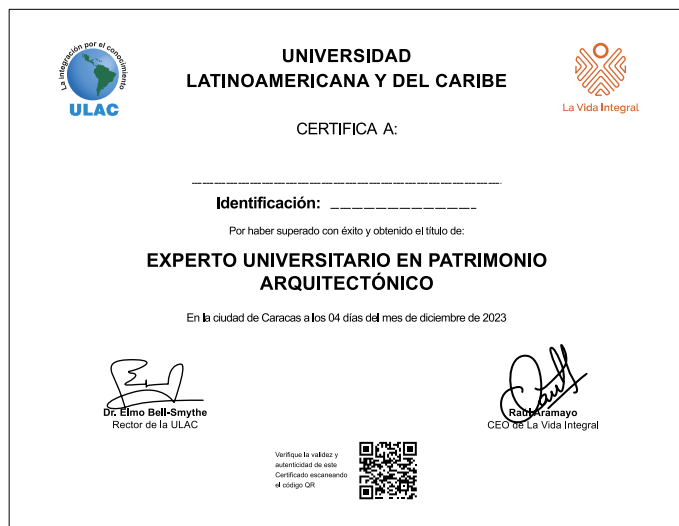 La integración por el conocimiento
ULAC
UNIVERSIDAD
LATINOAMERICANA Y DEL CARIBE
La Vida Integral
CERTIFICA A:
Identificación:
Por haber superado con éxito y obtenido el título de:
EXPERTO UNIVERSITARIO EN PATRIMONIO
ARQUITECTÓNICO
En la ciudad de Caracas a los 04 días del mes de diciembre de 2023
Dr. Elmo Bell-Smythe
Rector de la ULAC
Raúl Aramayo
CEO de La Vida Integral
Verifique la validez y
autenticidad de este
Certificado escaneando
el código QR